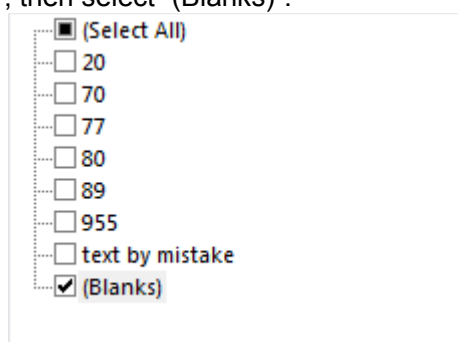 , then select "(Blanks)".
(Select All)
20
70
77
80
89
955
text by mistake
(Blanks)